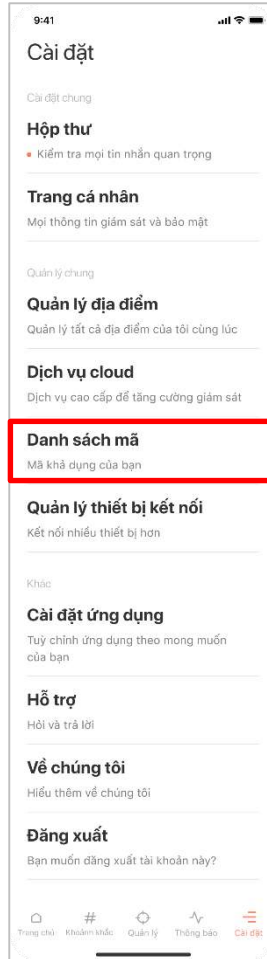 9:41
Cài đặt
Cài đặt chung
Hộp thư
Kiểm tra mọi tin nhắn quan trọng
Trang cá nhân
Mọi thông tin giám sát và bảo mật
Quản lý chung
Quản lý địa điểm
Quản lý tất cả địa điểm của tôi cùng lúc
Dịch vụ cloud
Dịch vụ cao cấp để tăng cường giám sát
Danh sách mã
Mã khả dụng của bạn
Quản lý thiết bị kết nối
Kết nối nhiều thiết bị hơn
Khác
Cài đặt ứng dụng
Tuỳ chỉnh ứng dụng theo mong muốn
của bạn
Hỗ trợ
Hỏi và trả lời
Về chúng tôi
Hiểu thêm về chúng tôi
Đăng xuất
Bạn muốn đăng xuất tài khoản này?
Trang chủ Khoảnh khắc Quản lý Thông báo Cài đặt